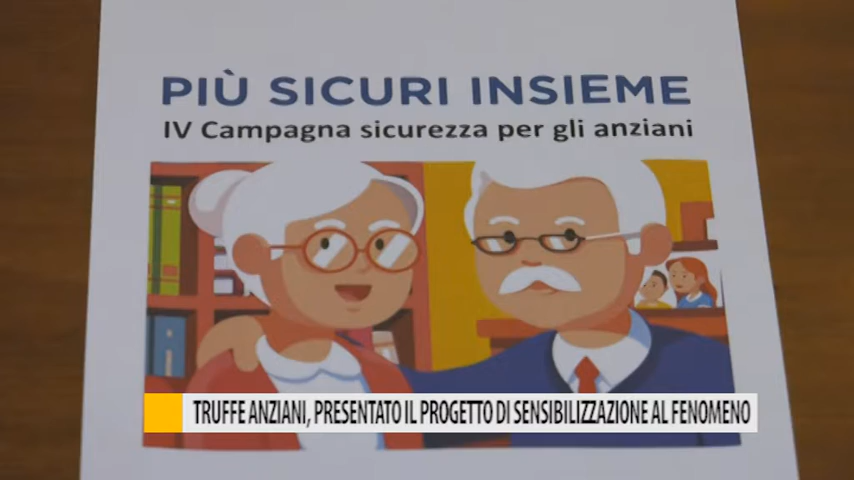 PIÙ SICURI INSIEME
IV Campagna sicurezza per gli anziani
TRUFFE ANZIANI, PRESENTATO IL PROGETTO DI SENSIBILIZZAZIONE AL FENOMENO